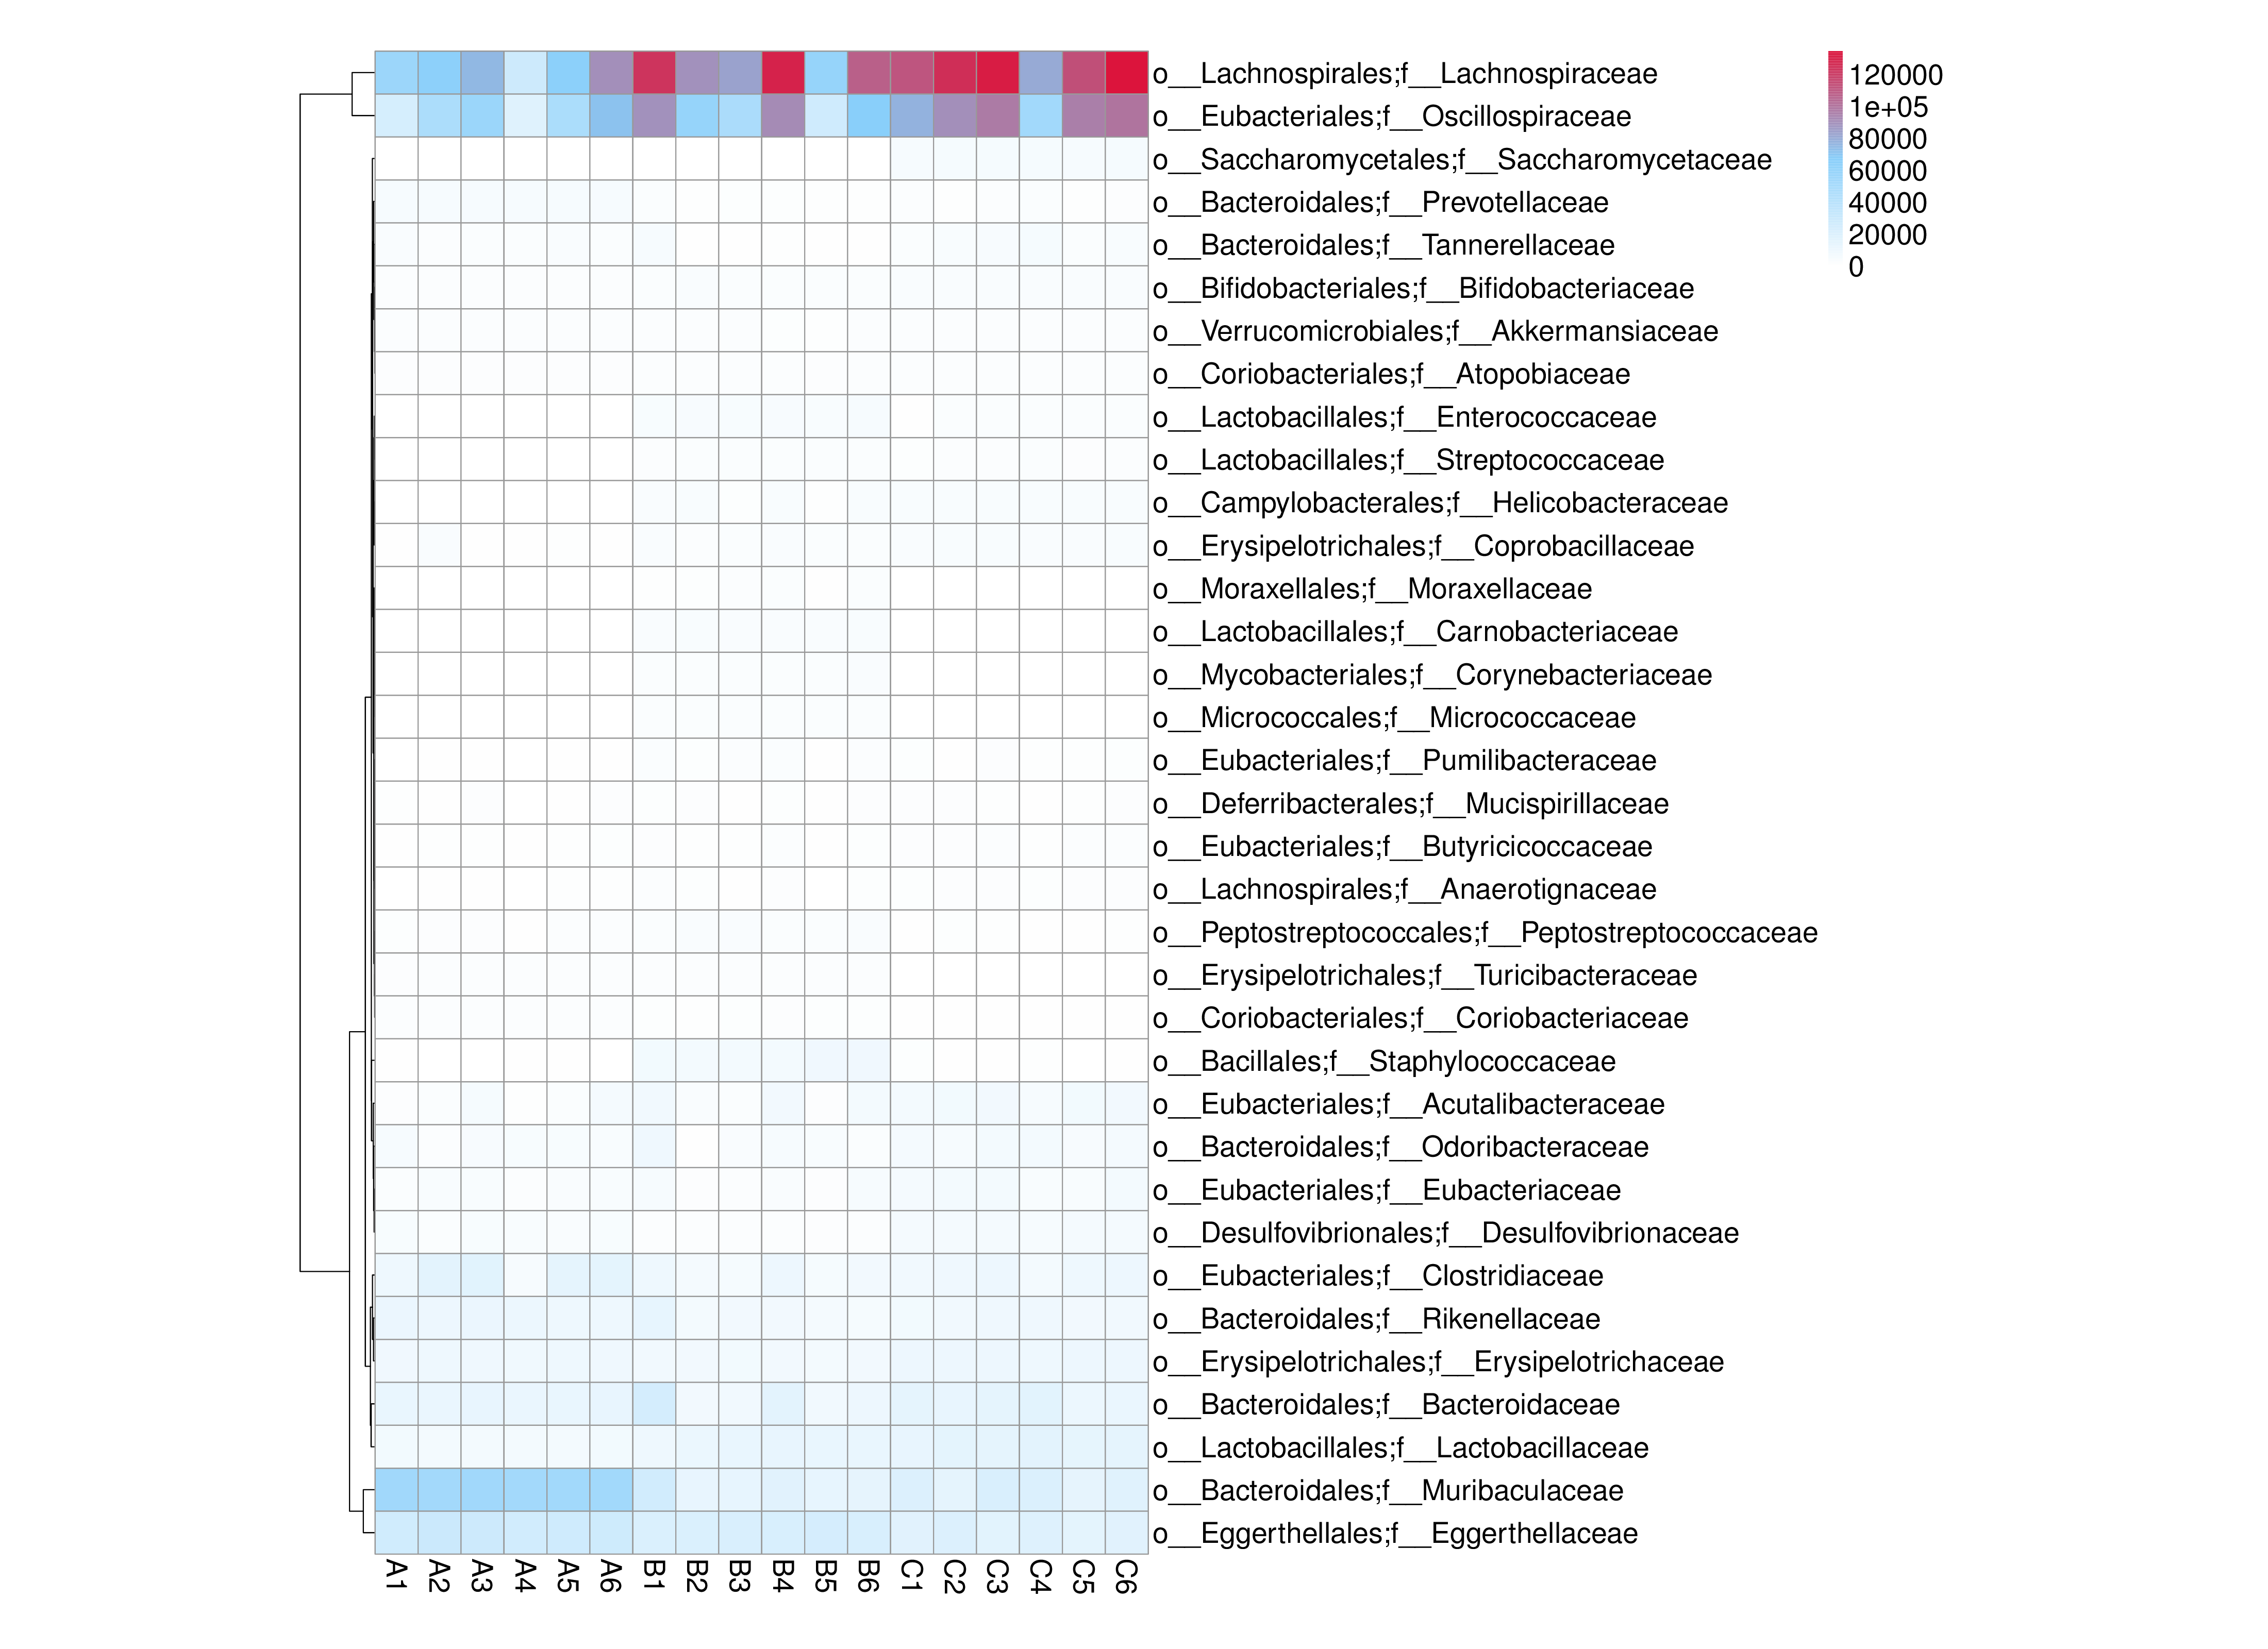 o__Lachnospirales;f__Lachnospiraceae
o__Eubacteriales;f__Oscillospiraceae
o__Saccharomycetales;f__Saccharomycetaceae
o__Bacteroidales;f__Prevotellaceae
o__Bacteroidales;f__Tannerellaceae
o__Bifidobacteriales;f__Bifidobacteriaceae
o__Verrucomicrobiales;f__Akkermansiaceae
o__Coriobacteriales;f__Atopobiaceae
o__Lactobacillales;f__Enterococcaceae
o__Lactobacillales;f__Streptococcaceae
o__Campylobacterales;f__Helicobacteraceae
o__Erysipelotrichales;f__Coprobacillaceae
o__Moraxellales;f__Moraxellaceae
o__Lactobacillales;f__Carnobacteriaceae
o__Mycobacteriales;f__Corynebacteriaceae
o__Micrococcales;f__Micrococcaceae
o__Eubacteriales;f__Pumilibacteraceae
o__Deferribacterales;f__Mucispirillaceae
o__Eubacteriales;f__Butyricicoccaceae
o__Lachnospirales;f__Anaerotignaceae
o__Peptostreptococcales;f__Peptostreptococcaceae
o__Erysipelotrichales;f__Turicibacteraceae
o__Coriobacteriales;f__Coriobacteriaceae
o__Bacillales;f__Staphylococcaceae
o__Eubacteriales;f__Acutalibacteraceae
o__Bacteroidales;f__Odoribacteraceae
o__Eubacteriales;f__Eubacteriaceae
o__Desulfovibrionales;f__Desulfovibrionaceae
o__Eubacteriales;f__Clostridiaceae
o__Bacteroidales;f__Rikenellaceae
o__Erysipelotrichales;f__Erysipelotrichaceae
o__Bacteroidales;f__Bacteroidaceae
o__Lactobacillales;f__Lactobacillaceae
o__Bacteroidales;f__Muribaculaceae
o__Eggerthellales;f__Eggerthellaceae
A1 A2 A3 A4 A5 A6 B1 B2 B3 B4 B5 B6 C1 C2 C3 C4 C5 C6
120000
1e+05
80000
60000
40000
20000
0